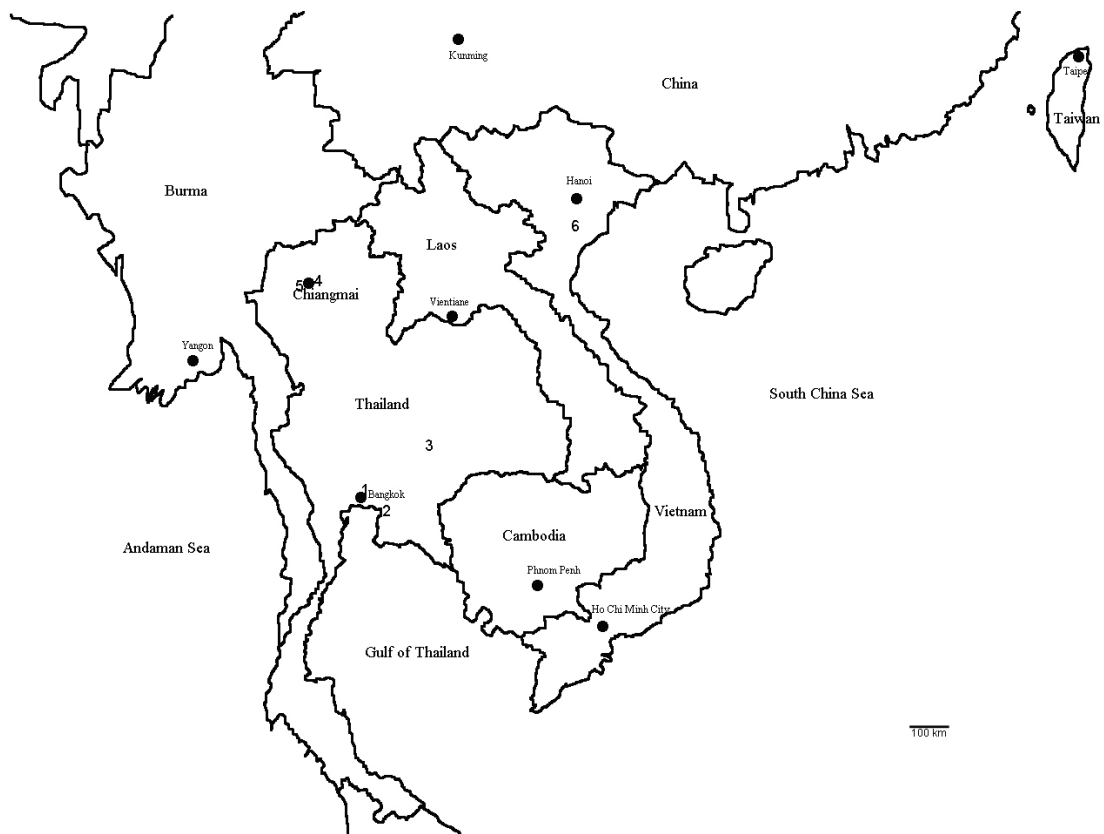 Kunming
China
Taipe
Taiwan
Burma
Hanoi
6
Laos
5 4
Chiangmai
Vientiane
Yangon
South China Sea
Thailand
3
1
Bangkok
2
Vietnam
Cambodia
Andaman Sea
Phnom Penh
Ho Chi Minh City
Gulf of Thailand
100 km